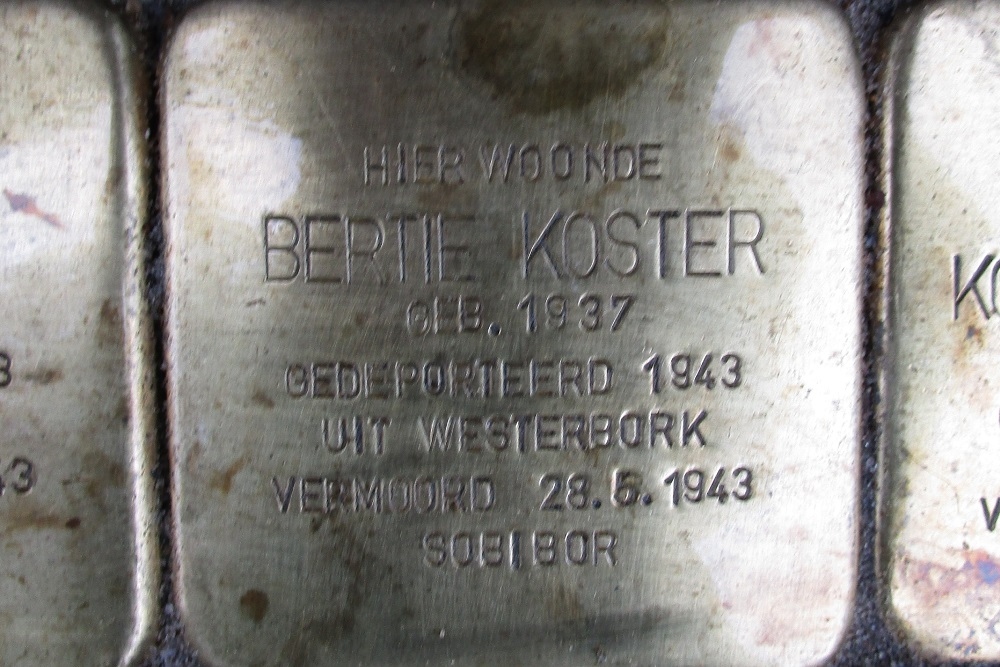 HIER WOONDE
BERTIE KOSTER
GEB. 1937
GEDEPORTEERD 1943
UIT WESTERBORK
VERMOORD 28.5.1943
SOBIBOR